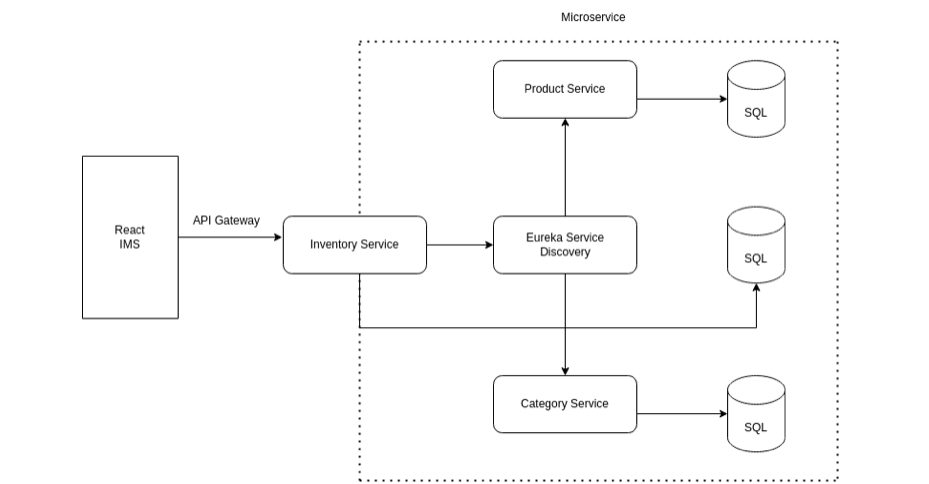 Microservice
Product Service
SQL
React
IMS
API Gateway
Inventory Service
Eureka Service
Discovery
SQL
Category Service
SQL